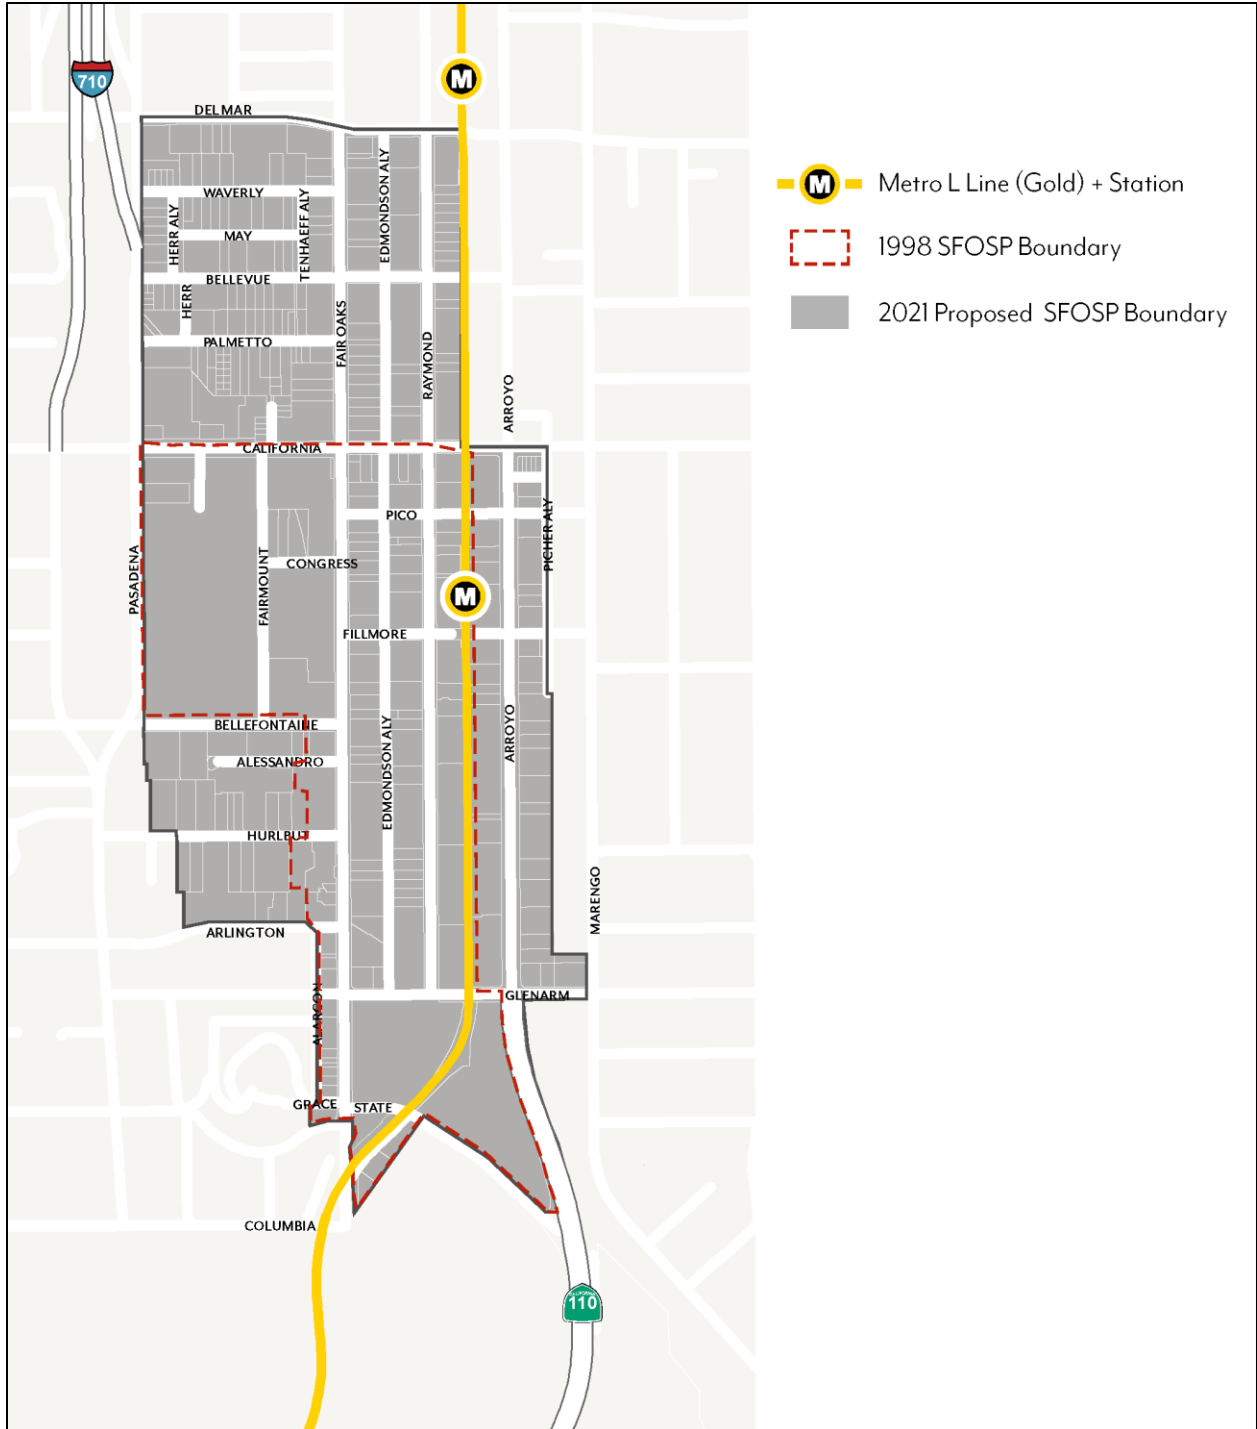 710
M
DEL MAR
WAVERLY
HERR ALY
TENHAEFF ALY
EDMONDSON ALY
MAY
BELLEVUE
HERR
FAIR OAKS
RAYMOND
PALMETTO
ARROYO
CALIFORNIA
PICO
PICHER ALY
PASADENA
FAIRMOUNT
CONGRESS
M
FILLMORE
BELLEFONTAINE
ALESSANDRO
EDMONDSON ALY
ARROYO
HURLBUT
MARENGO
ARLINGTON
GLENARM
ALARCON
GRACE
STATE
COLUMBIA
CALIFORNIA
110
M
Metro L Line (Gold) + Station
1998 SFOSP Boundary
2021 Proposed SFOSP Boundary